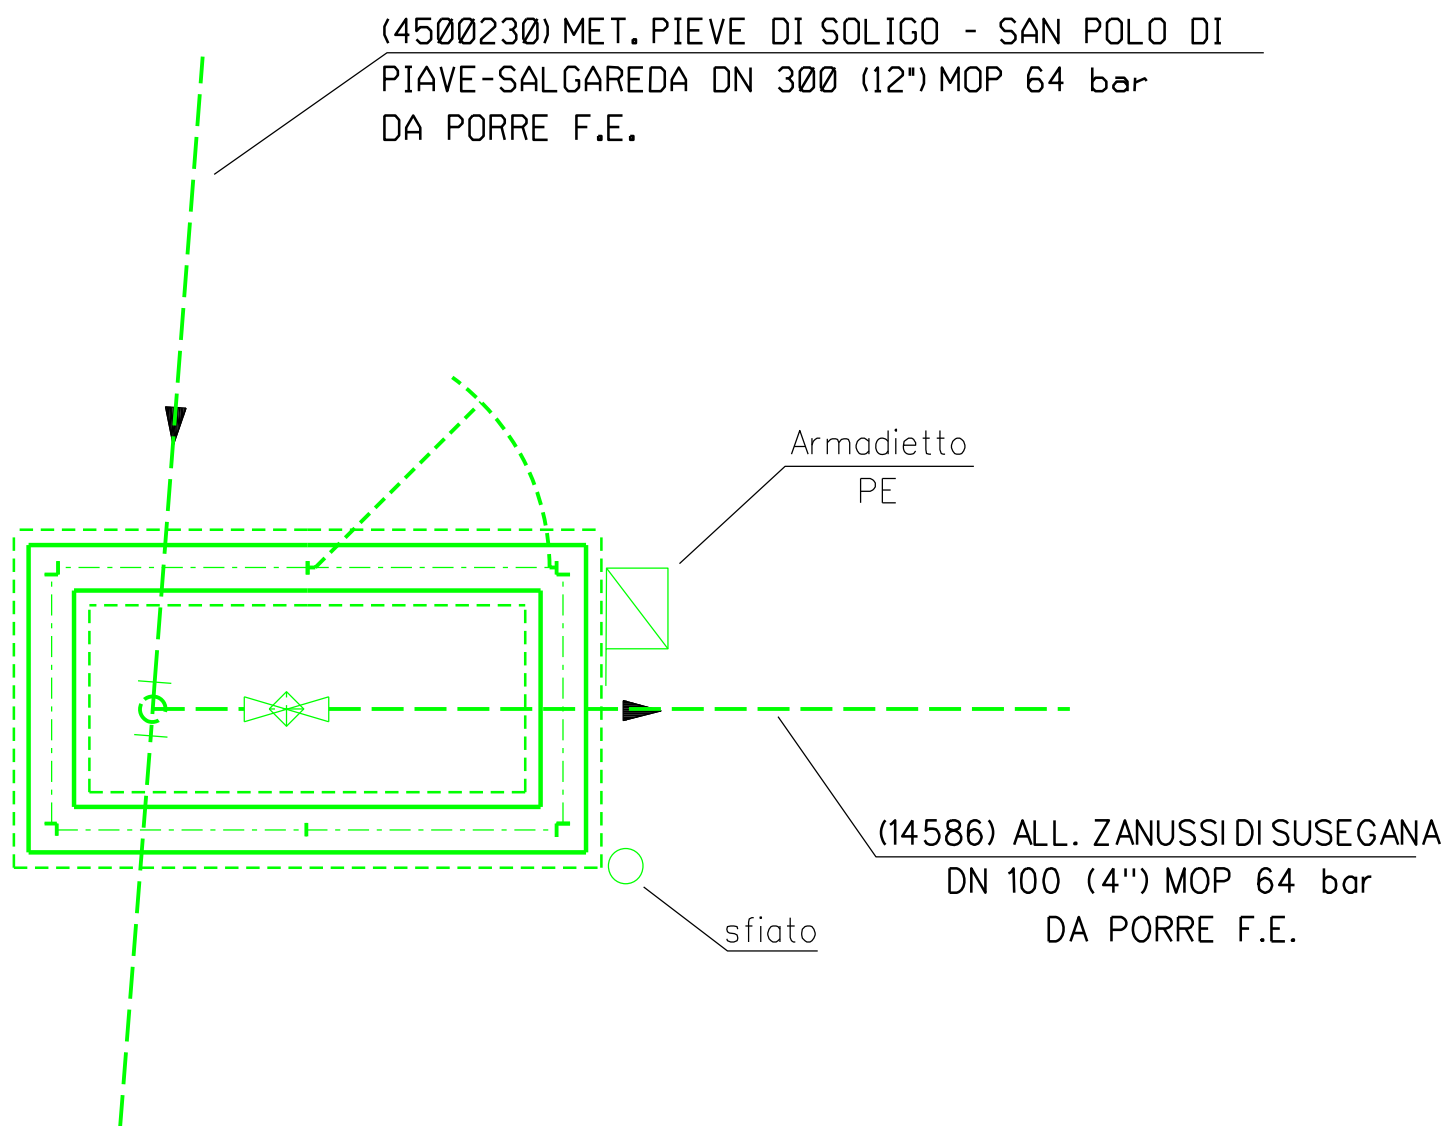 (4500230) MET. PIEVE DI SOLIGO - SAN POLO DI
PIAVE-SALGAREDA DN 300 (12") MOP 64 bar
DA PORRE F.E.
Armadietto
PE
(14586) ALL. ZANUSSI DI SUSEGANA
DN 100 (4'') MOP 64 bar
DA PORRE F.E.
sfiato